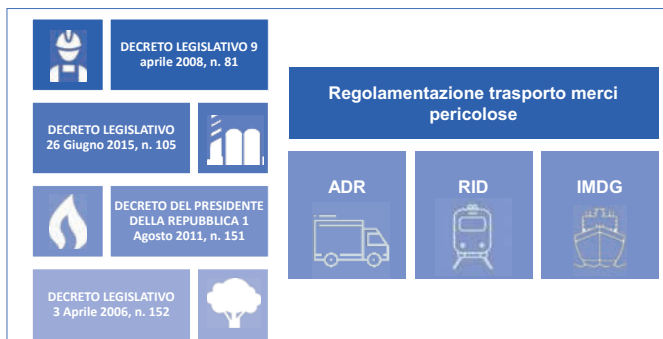 DECRETO LEGISLATIVO 9
aprile 2008, n. 81
DECRETO LEGISLATIVO
26 Giugno 2015, n. 105
DECRETO DEL PRESIDENTE
DELLA REPUBBLICA 1
Agosto 2011, n. 151
DECRETO LEGISLATIVO
3 Aprile 2006, n. 152
Regolamentazione trasporto merci
pericolose
ADR
RID
IMDG